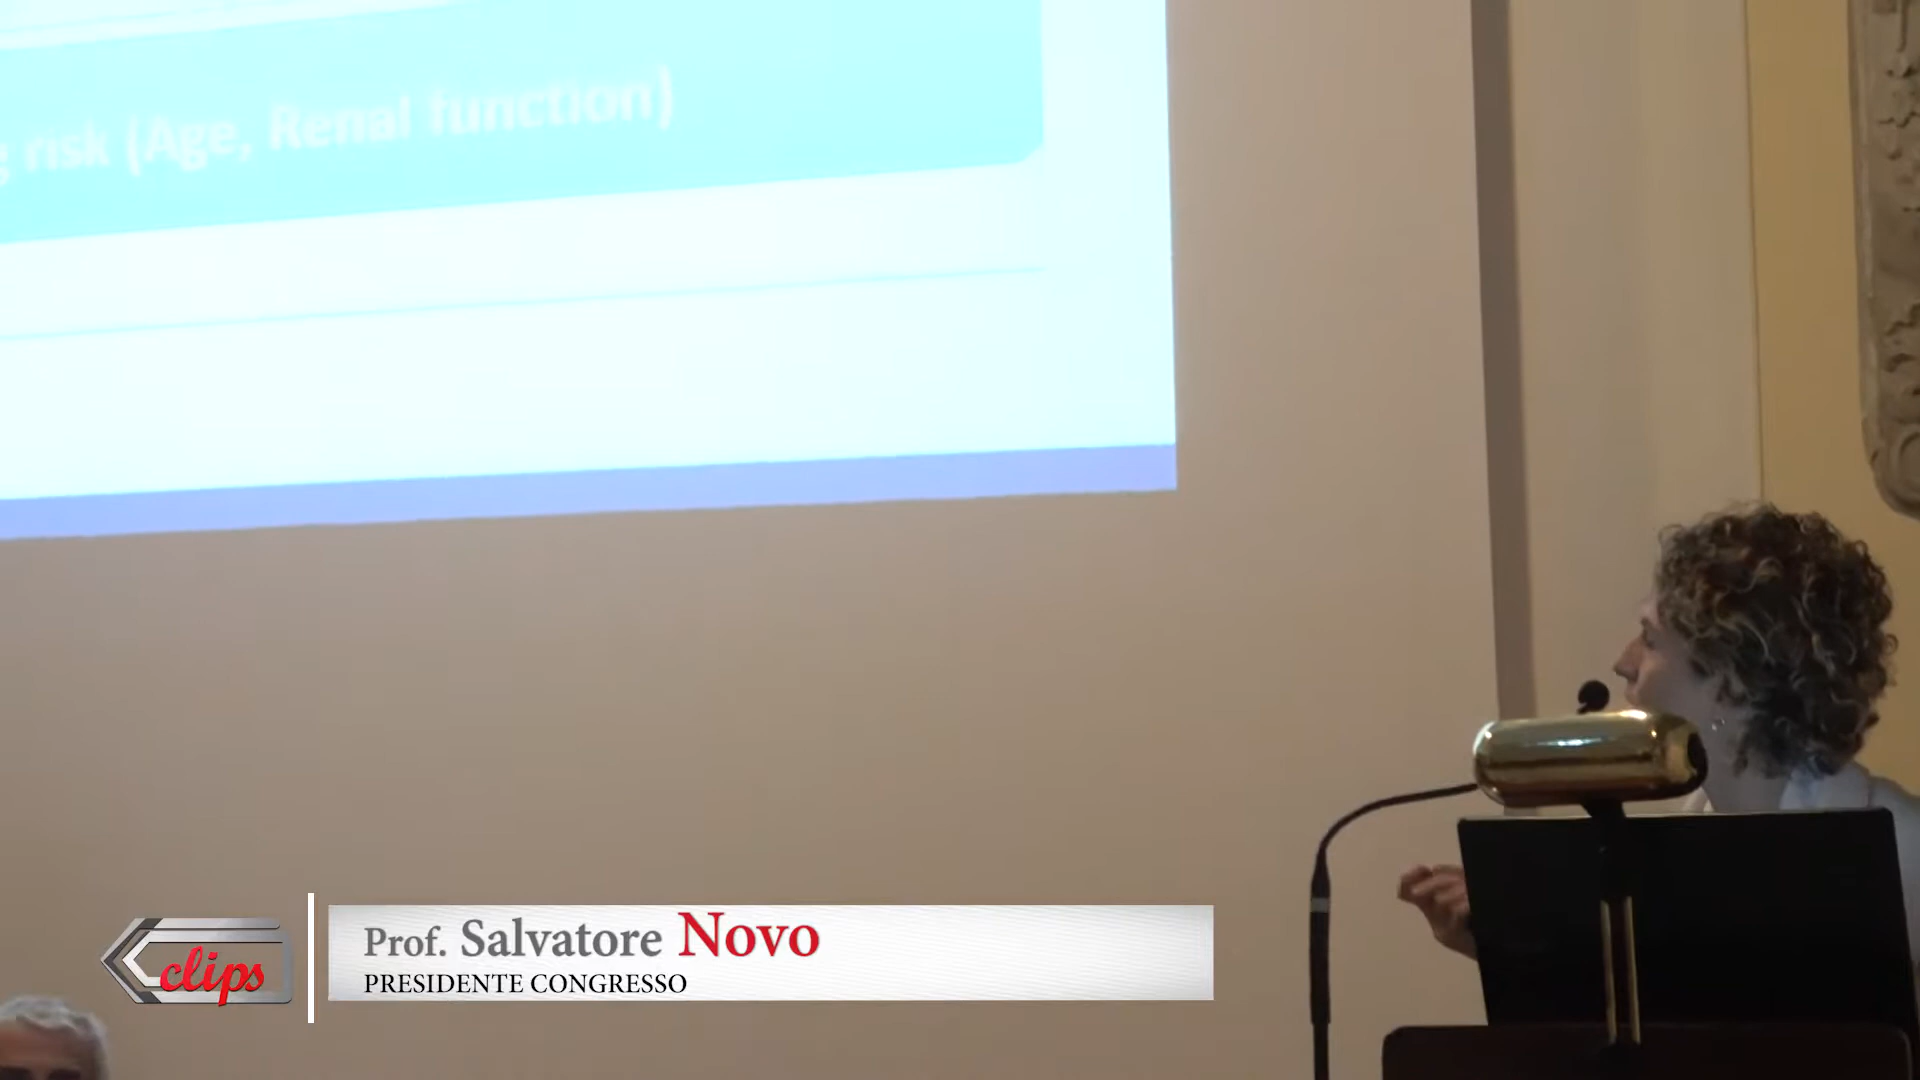 risk (Age, Renal function)
clips
Prof. Salvatore Novo
PRESIDENTE CONGRESSO